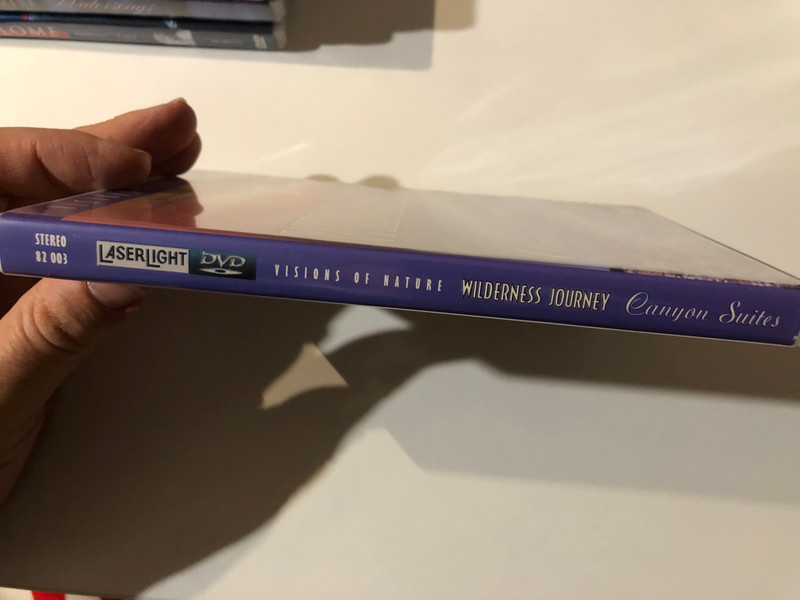 STEREO
82 003
LASERLIGHT DVD
VISIONS OF NATURE WILDERNESS JOURNEY Canyon Suites